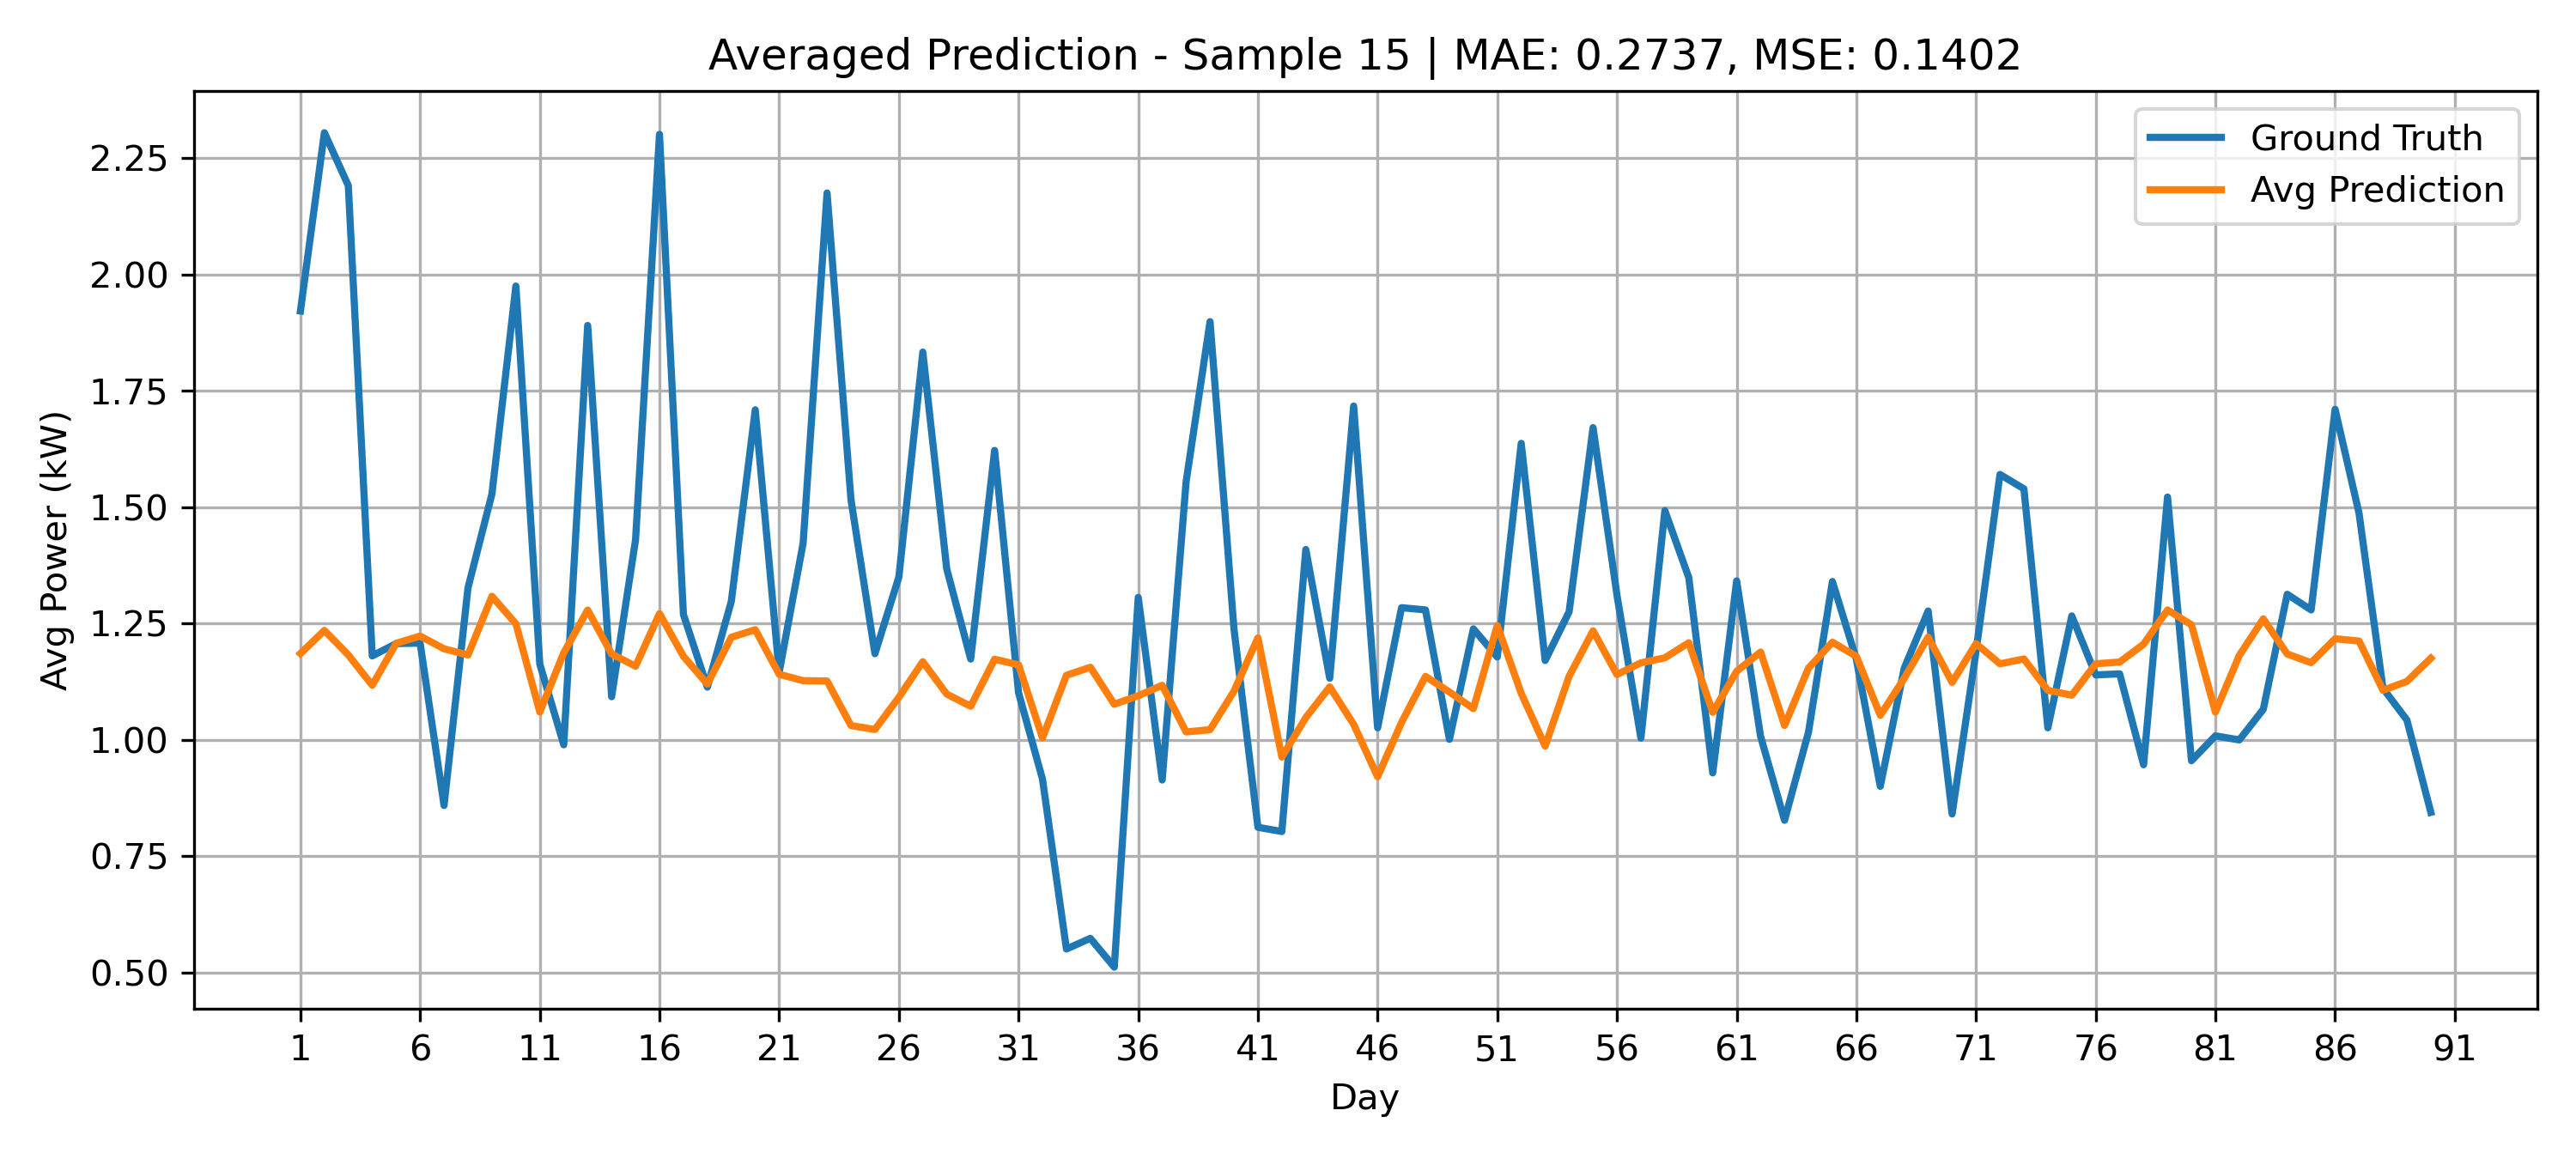 Averaged Prediction - Sample 15 | MAE: 0.2737, MSE: 0.1402
Ground Truth
Avg Prediction
Avg Power (kW)
2.25
2.00
1.75
1.50
1.25
1.00
0.75
0.50
1 6 11 16 21 26 31 36 41 46 51 56 61 66 71 76 81 86 91
Day